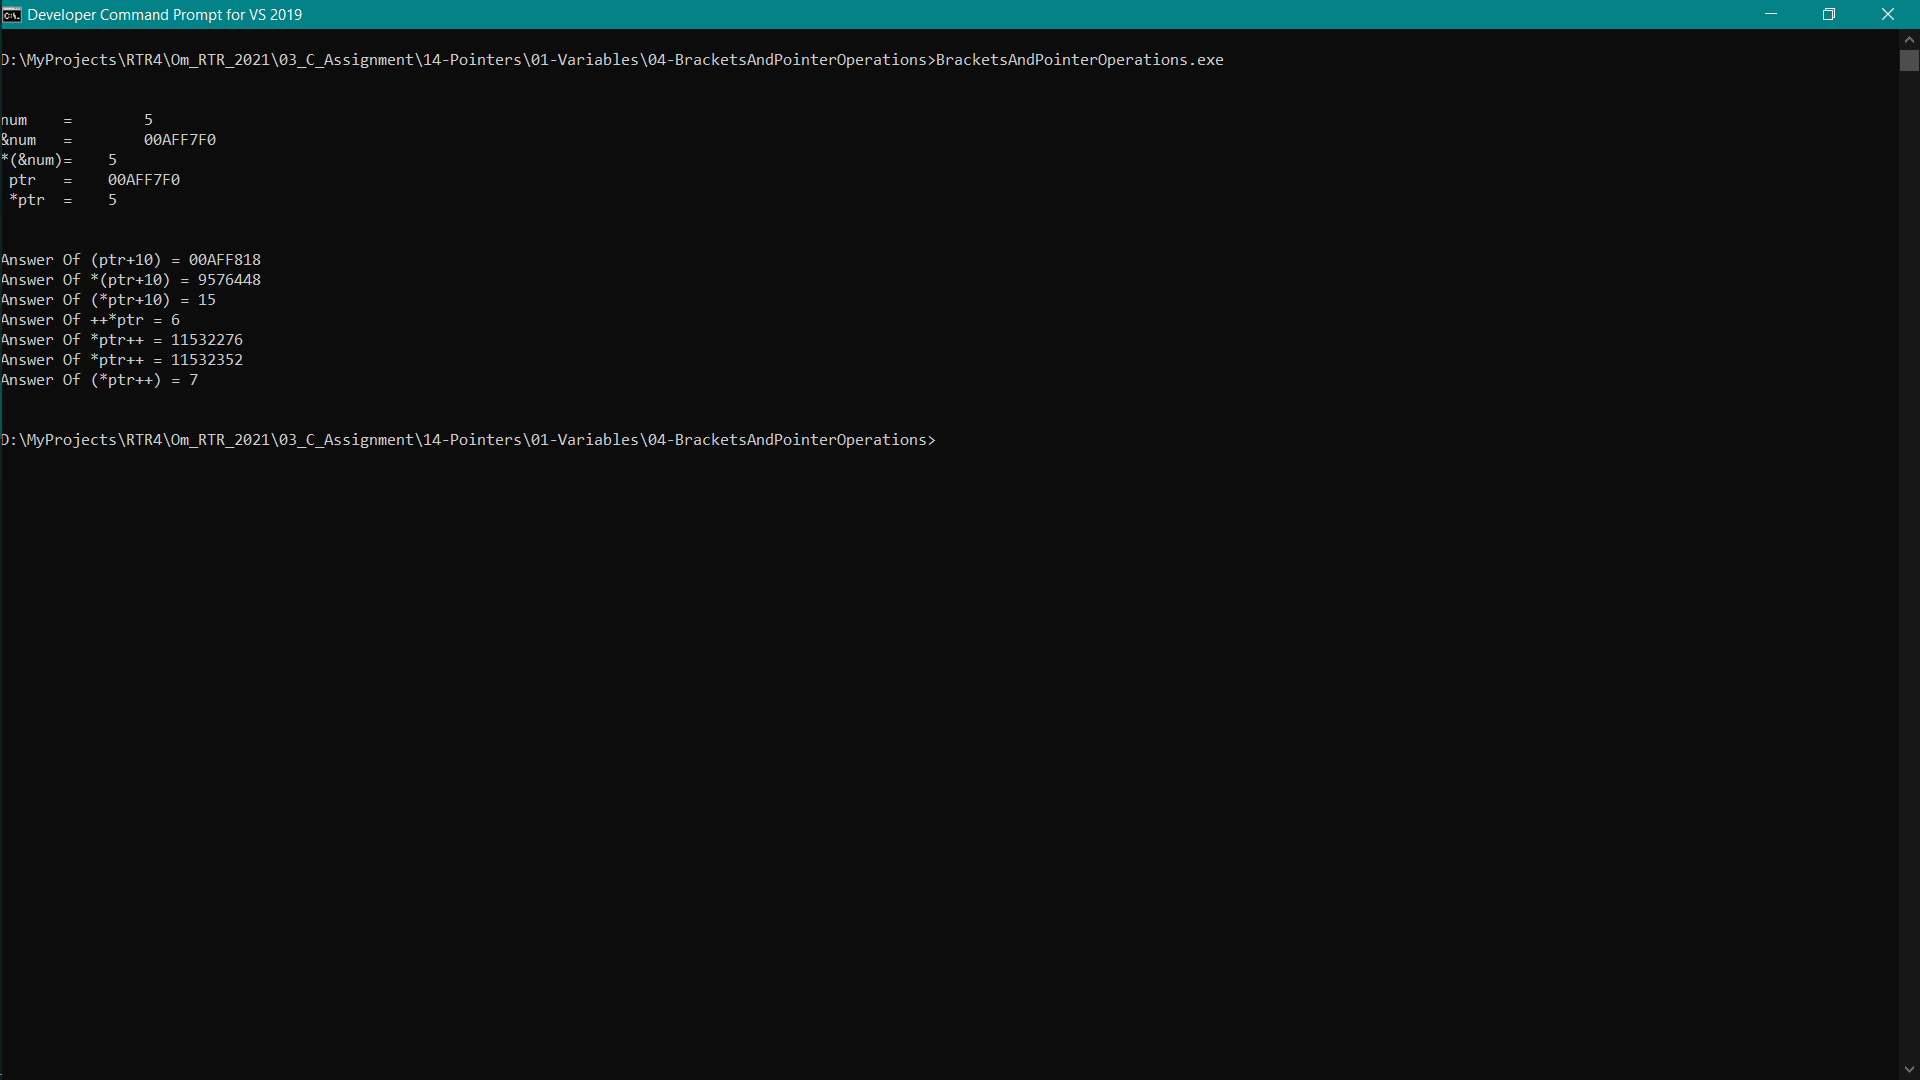 Developer Command Prompt for VS 2019
D:\MyProjects\RTR4\Om_RTR_2021\03_C_Assignment\14-Pointers\01-Variables\04-BracketsAndPointerOperations>BracketsAndPointerOperations.exe
num    =        5
&num   =        00AFF7F0
*(&num)=    5
 ptr   =    00AFF7F0
 *ptr  =    5
Answer Of (ptr+10) = 00AFF818
Answer Of *(ptr+10) = 9576448
Answer Of (*ptr+10) = 15
Answer Of ++*ptr = 6
Answer Of *ptr++ = 11532276
Answer Of *ptr++ = 11532352
Answer Of (*ptr++) = 7
D:\MyProjects\RTR4\Om_RTR_2021\03_C_Assignment\14-Pointers\01-Variables\04-BracketsAndPointerOperations>